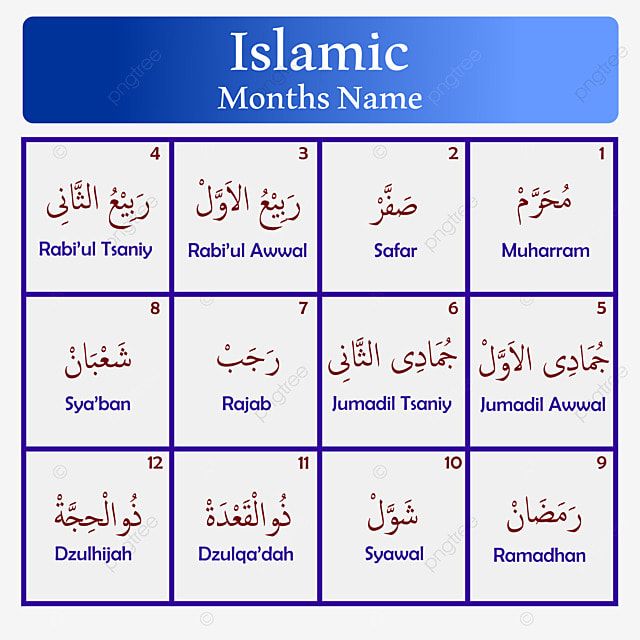 Islamic
Months Name
1
مُحَرَّمْ
Muharram
2
صَفَّرْ
Safar
3
رَبِيْعُ الاَوَّلْ
Rabi'ul Awwal
4
رَبِيْعُ الثَّانِى
Rabi'ul Tsaniy
5
جُمَادِى الاَوَّلْ
Jumadil Awwal
6
جُمَادِى الثَّانِى
Jumadil Tsaniy
7
رَجَبْ
Rajab
8
شَعْبَانْ
Sya'ban
9
رَمَضَانْ
Ramadhan
10
شَوَّلْ
Syawal
11
ذُوالْقَعْدَةْ
Dzulqa'dah
12
ذُوالْحِجَّةْ
Dzulhijah
pngtree